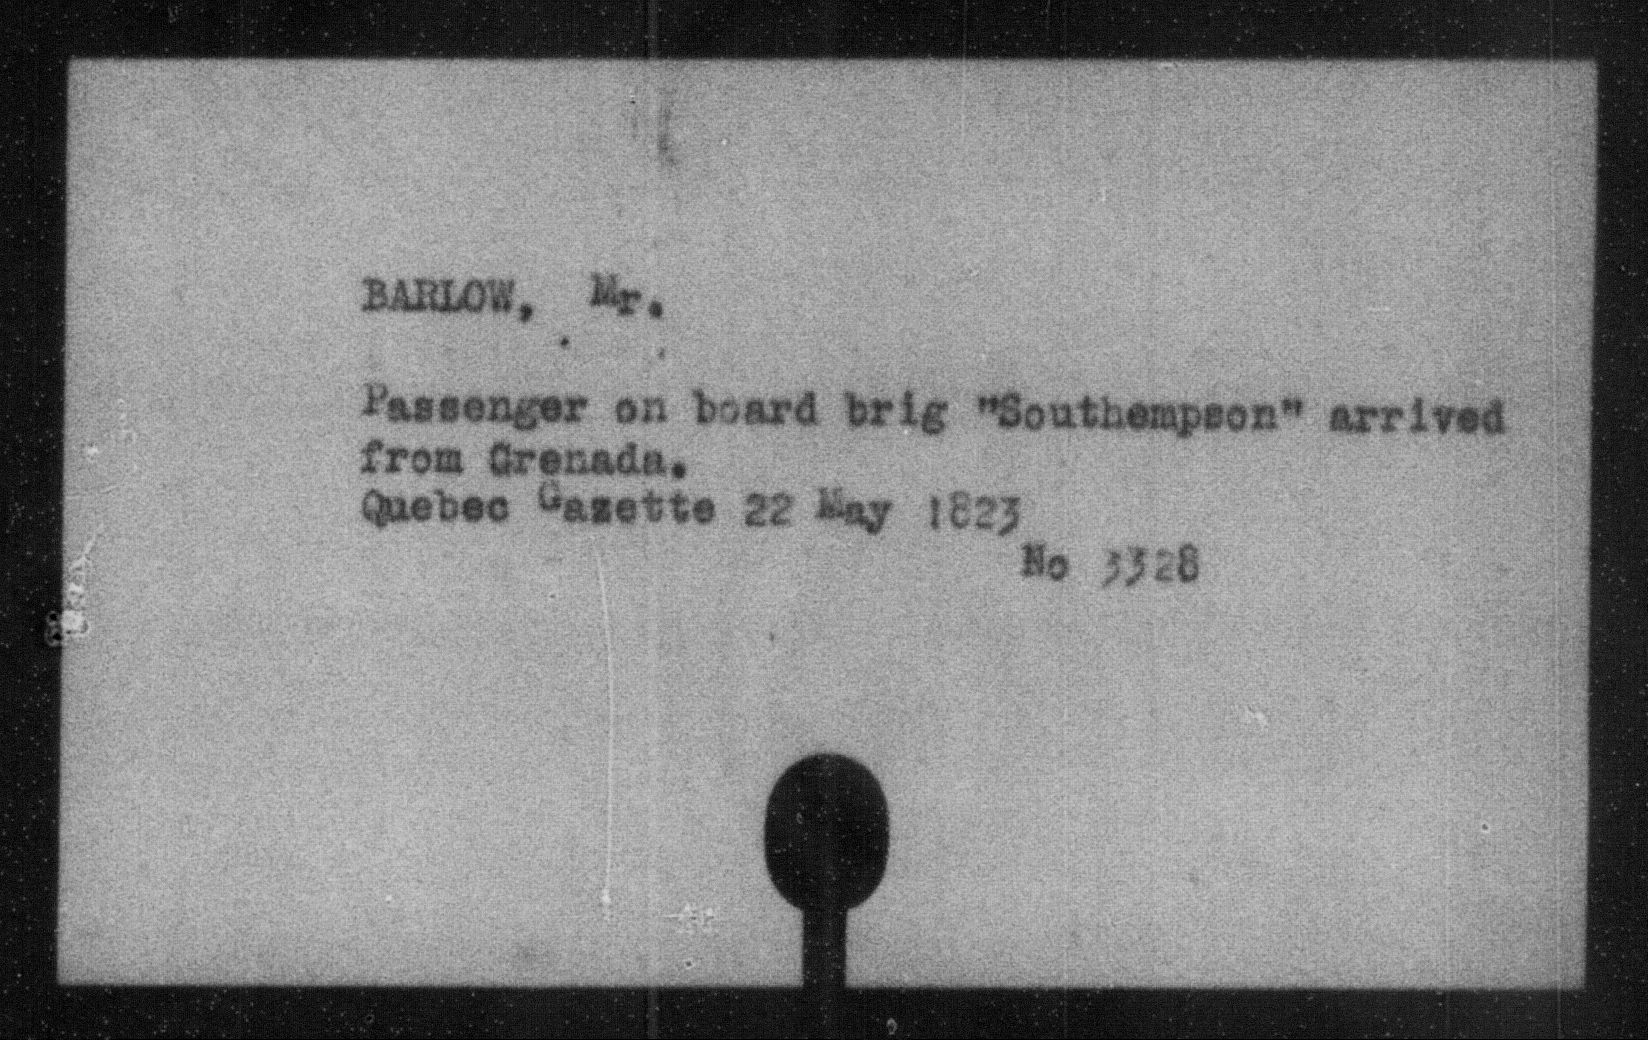 BARLOW, Mr.
Passenger on board brig "Southempson" arrived
from Grenada.
Quebec Gazette 22 May 1823
No 3328